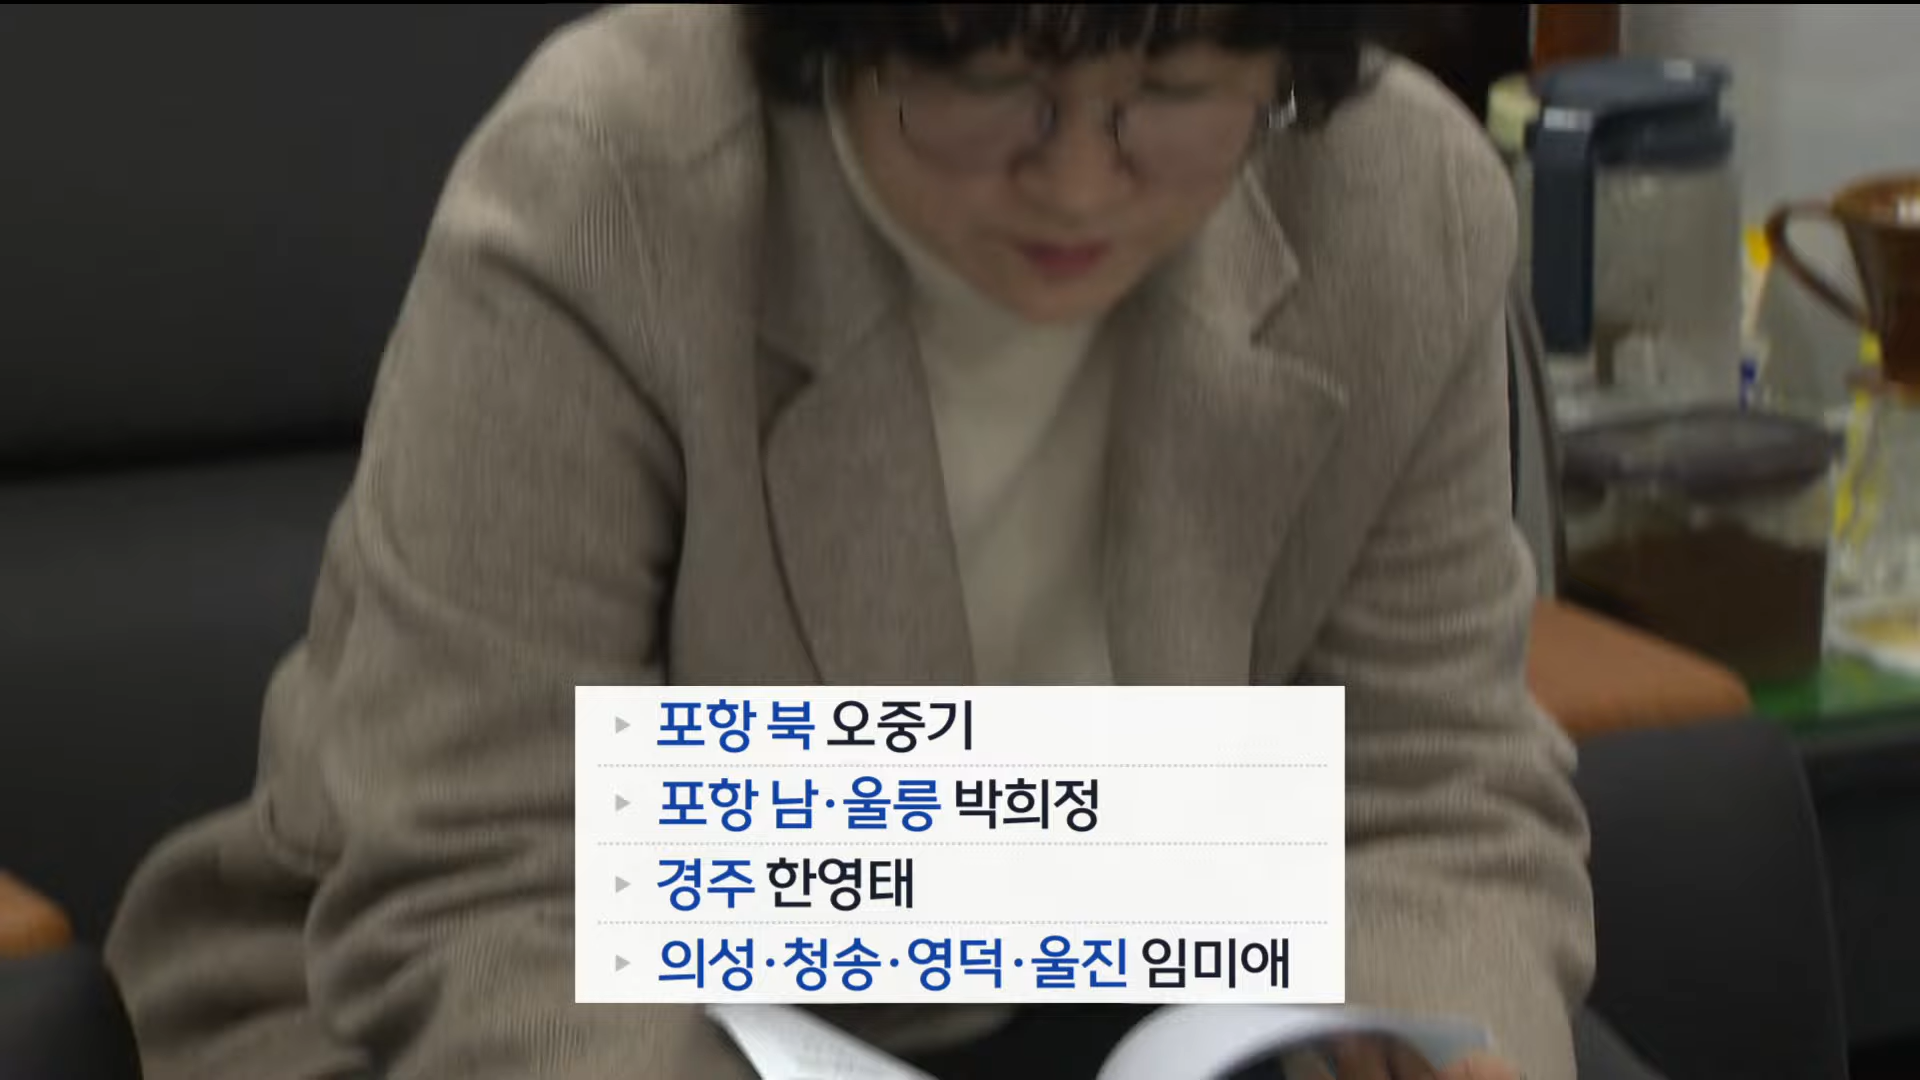 ▶ 포항 북 오중기
▶ 포항 남·울릉 박희정
▶ 경주 한영태
▶ 의성·청송·영덕·울진 임미애